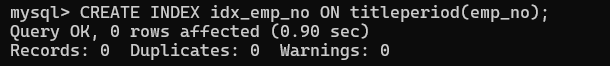 mysql> CREATE INDEX idx_emp_no ON titleperiod(emp_no);
Query OK, 0 rows affected (0.90 sec)
Records: 0  Duplicates: 0  Warnings: 0